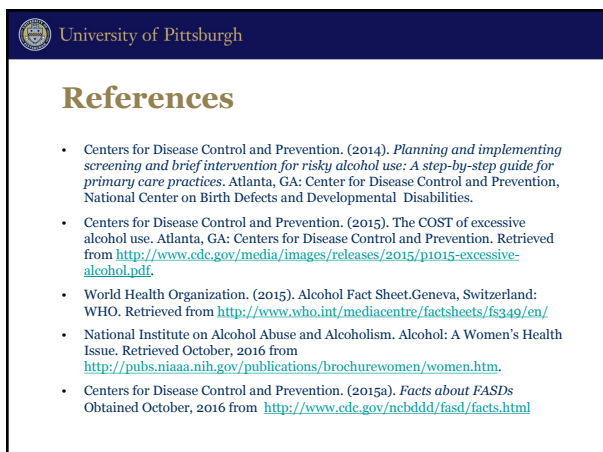 University of Pittsburgh
References
• Centers for Disease Control and Prevention. (2014). Planning and implementing
screening and brief intervention for risky alcohol use: A step-by-step guide for
primary care practices. Atlanta, GA: Center for Disease Control and Prevention,
National Center on Birth Defects and Developmental Disabilities.
• Centers for Disease Control and Prevention. (2015). The COST of excessive
alcohol use. Atlanta, GA: Centers for Disease Control and Prevention. Retrieved
from http://www.cdc.gov/media/images/releases/2015/p1015-excessive-
alcohol.pdf.
• World Health Organization. (2015). Alcohol Fact Sheet.Geneva, Switzerland:
WHO. Retrieved from http://www.who.int/mediacentre/factsheets/fs349/en/
• National Institute on Alcohol Abuse and Alcoholism. Alcohol: A Women's Health
Issue. Retrieved October, 2016 from
http://pubs.niaaa.nih.gov/publications/brochurewomen/women.htm.
• Centers for Disease Control and Prevention. (2015a). Facts about FASDs
Obtained October, 2016 from http://www.cdc.gov/ncbddd/fasd/facts.html